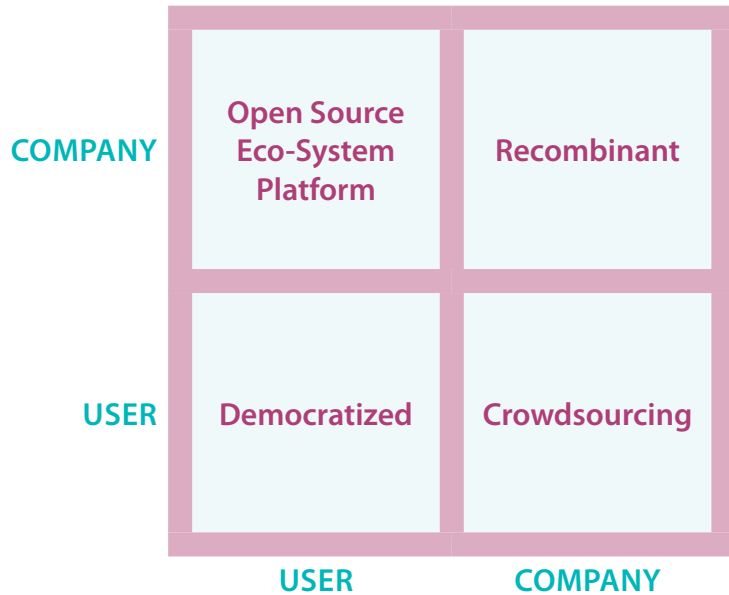 COMPANY
Open Source
Eco-System
Platform
Recombinant
USER
Democratized
Crowdsourcing
USER
COMPANY